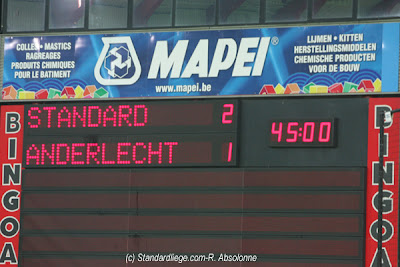 COLLES • MASTICS
RAGREAGES
PRODUITS CHIMIQUES
POUR LE BATIMENT
MAPEI®
www.mapei.be
LIJMEN • KITTEN
HERSTELLINGSMIDDELEN
CHEMISCHE PRODUCTEN
VOOR DE BOUW
BINGOA
STANDARD 2
ANDERLECHT 1
45:00
BINGOA
(c) Standardliege.com-R. Absolonne